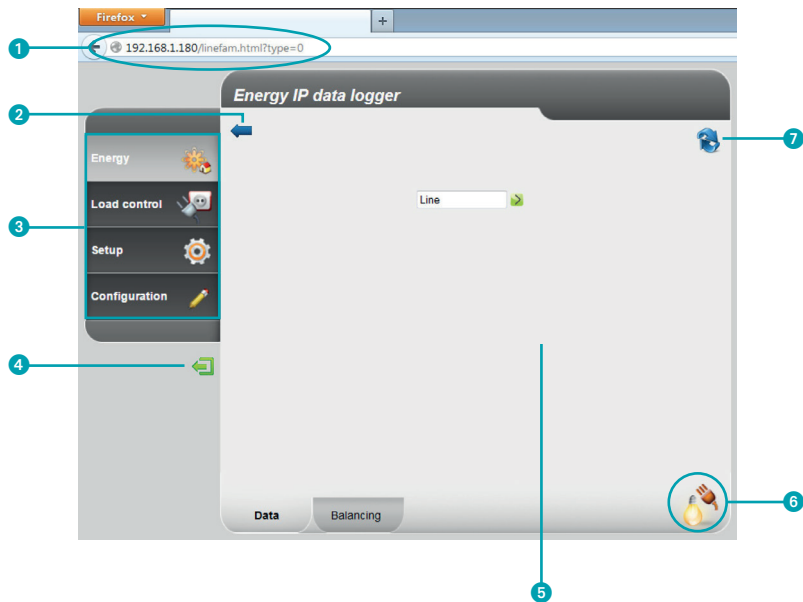 Firefox
+
1
192.168.1.180/linefam.html?type=0
Energy IP data logger
2
7
Energy
Load control
Line
3
Setup
Configuration
4
6
Data
Balancing
5